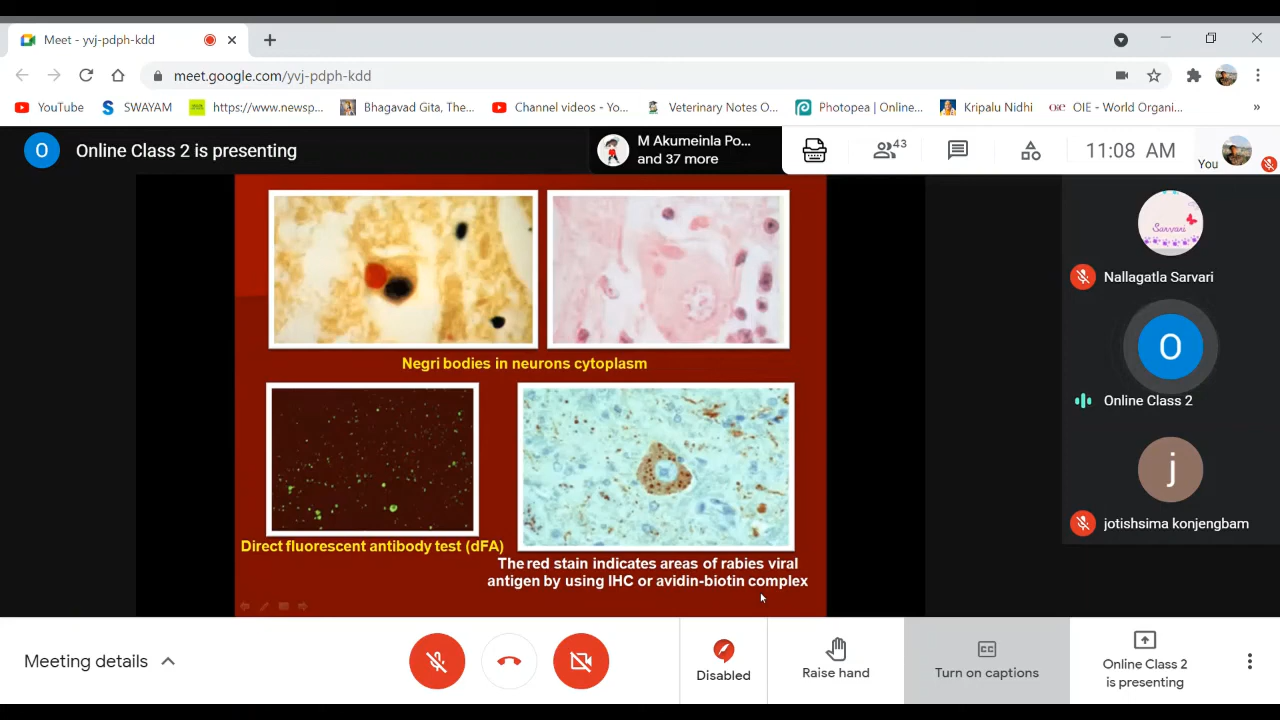 Meet - yvj-pdph-kdd
meet.google.com/yvj-pdph-kdd
YouTube
SWAYAM
https://www.newsp...
Bhagavad Gita, The...
Channel videos - Yo...
Veterinary Notes O...
Photopea | Online...
Kripalu Nidhi
OIE OIE - World Organi...
»
O
Online Class 2 is presenting
M Akumeinla Po...
and 37 more
43
11:08 AM
You
Negri bodies in neurons cytoplasm
Direct fluorescent antibody test (dFA)
The red stain indicates areas of rabies viral
antigen by using IHC or avidin-biotin complex
Sarvari
Nallagatla Sarvari
O
Online Class 2
j
jotishsima konjengbam
Meeting details
Disabled
Raise hand
CC
Turn on captions
Online Class 2
is presenting